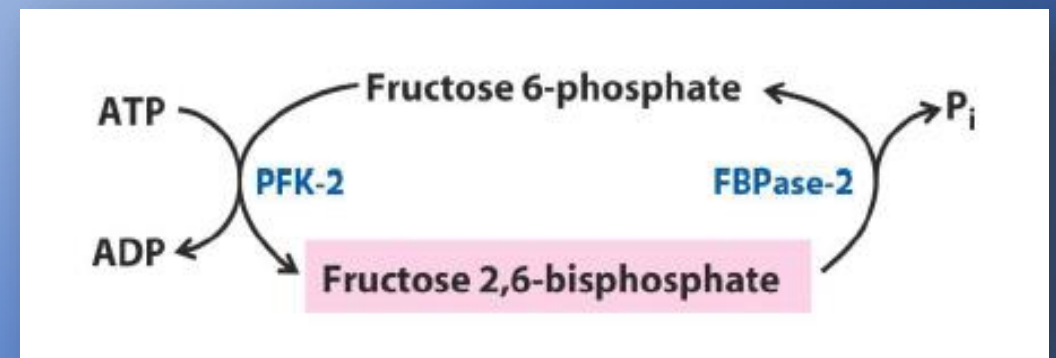 Fructose 6-phosphate
ATP
Pi
PFK-2
FBPase-2
ADP
Fructose 2,6-bisphosphate